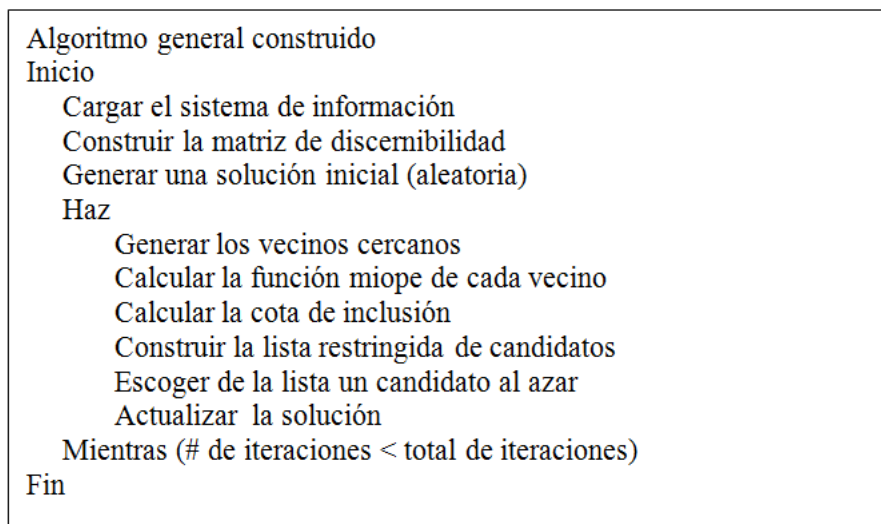 Algoritmo general construido
Inicio
Cargar el sistema de información
Construir la matriz de discernibilidad
Generar una solución inicial (aleatoria)
Haz
Generar los vecinos cercanos
Calcular la función miope de cada vecino
Calcular la cota de inclusión
Construir la lista restringida de candidatos
Escoger de la lista un candidato al azar
Actualizar la solución
Mientras (# de iteraciones < total de iteraciones)
Fin